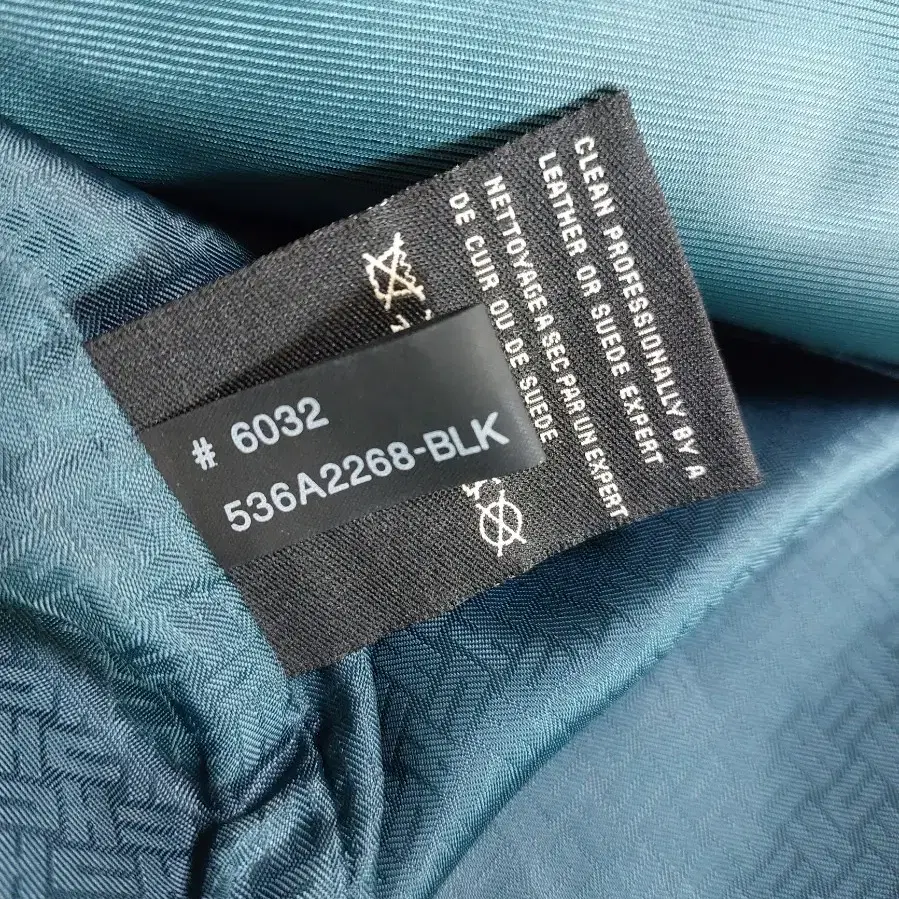 CLEAN PROFESSIONALLY BY A
LEATHER OR SUEDE EXPERT
NETTOYAGE A SEC PAR UN EXPERT
DE CUIR OU DE SUEDE
# 6032
536A2268-BLK